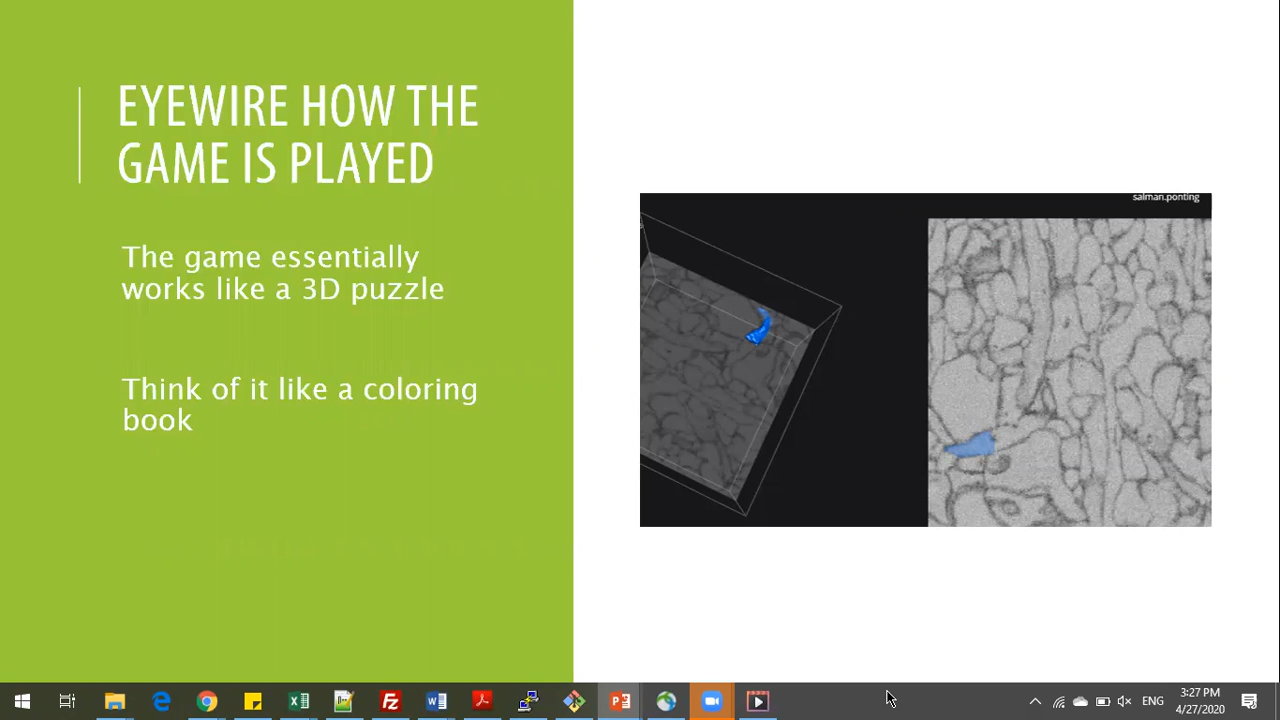 EYEWIRE HOW THE
GAME IS PLAYED
The game essentially
works like a 3D puzzle
Think of it like a coloring
book
salman.ponting
ENG
3:27 PM
4/27/2020